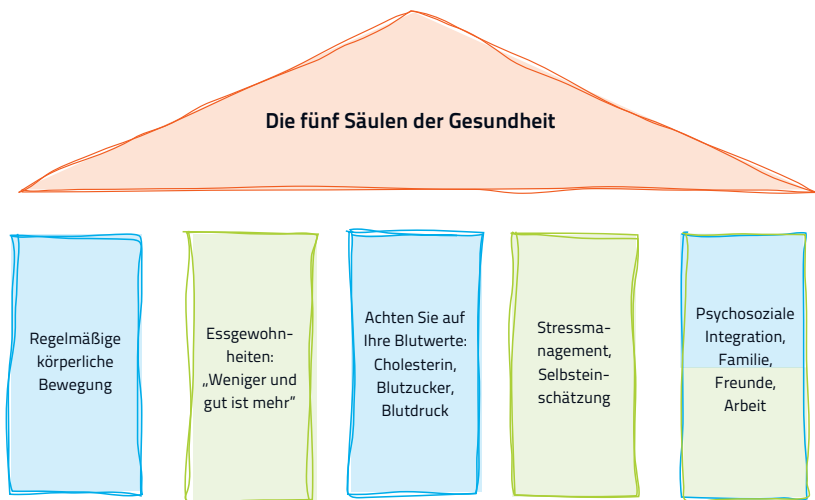 Die fünf Säulen der Gesundheit
Regelmäßige
körperliche
Bewegung
Essgewohn-
heiten:
„Weniger und
gut ist mehr“
Achten Sie auf
Ihre Blutwerte:
Cholesterin,
Blutzucker,
Blutdruck
Stressma-
nagement,
Selbstein-
schätzung
Psychosoziale
Integration,
Familie,
Freunde,
Arbeit